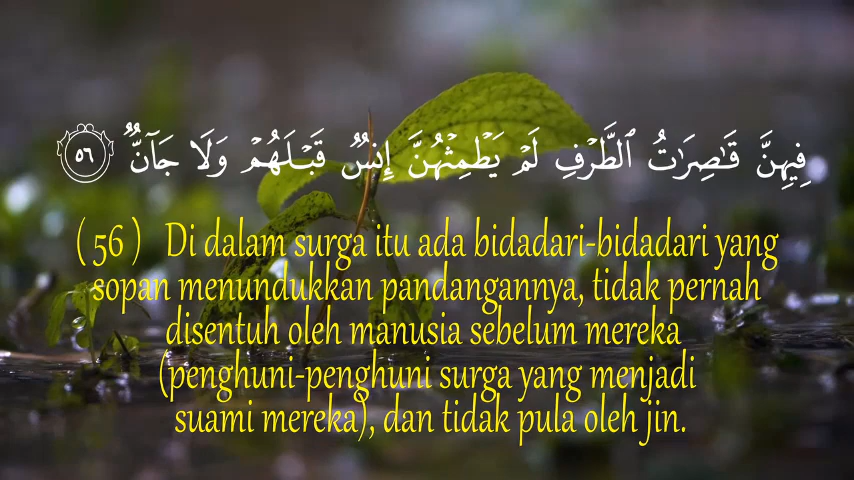 فِيهِنَّ قَٰصِرَٰتُ ٱلطَّرْفِ لَمْ يَطْمِثْهُنَّ إِنسٌ قَبْلَهُمْ وَلَا جَآنٌّ ٥٦
( 56 ) Di dalam surga itu ada bidadari-bidadari yang
sopan menundukkan pandangannya, tidak pernah
disentuh oleh manusia sebelum mereka
(penghuni-penghuni surga yang menjadi
suami mereka), dan tidak pula oleh jin.